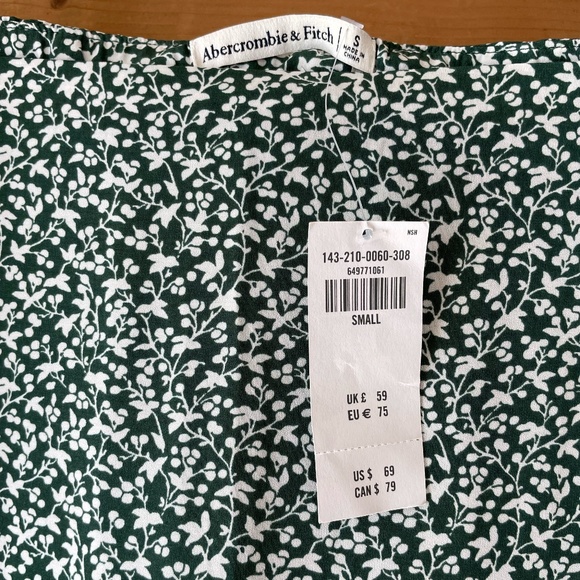 Abercrombie & Fitch
S
MADE IN
CHINA
NSH
143-210-0060-308
649771061
SMALL
UK £ 59
EU € 75
US $ 69
CAN $ 79